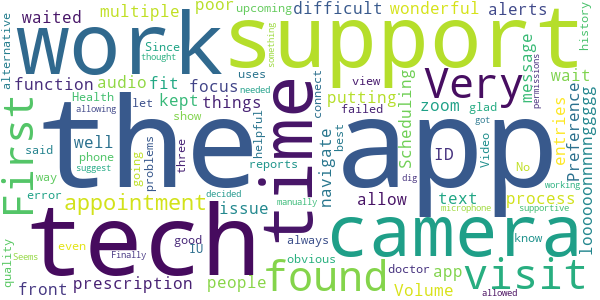 multiple poor upcoming difficult wonderful alerts
waited
work support
alternative
Since
thought
something
history
function audio fit focus uses view message
Very
zoom wait
Health let connect putting
allowing kept things show needed failed glad permissions
First
the app
time
tech
camera
visit
found
said well phone suggest
going problems three
helpful best navigate
ID
Scheduling
got
Video No
entries
Preference
loooooonnnnngggggg
way error
reports
dig text process
appointment issue allow
decided manually
microphone supportive
working
even good IU always know
obvious
quality Seems Finally people doctor app
front prescription Volume allowed